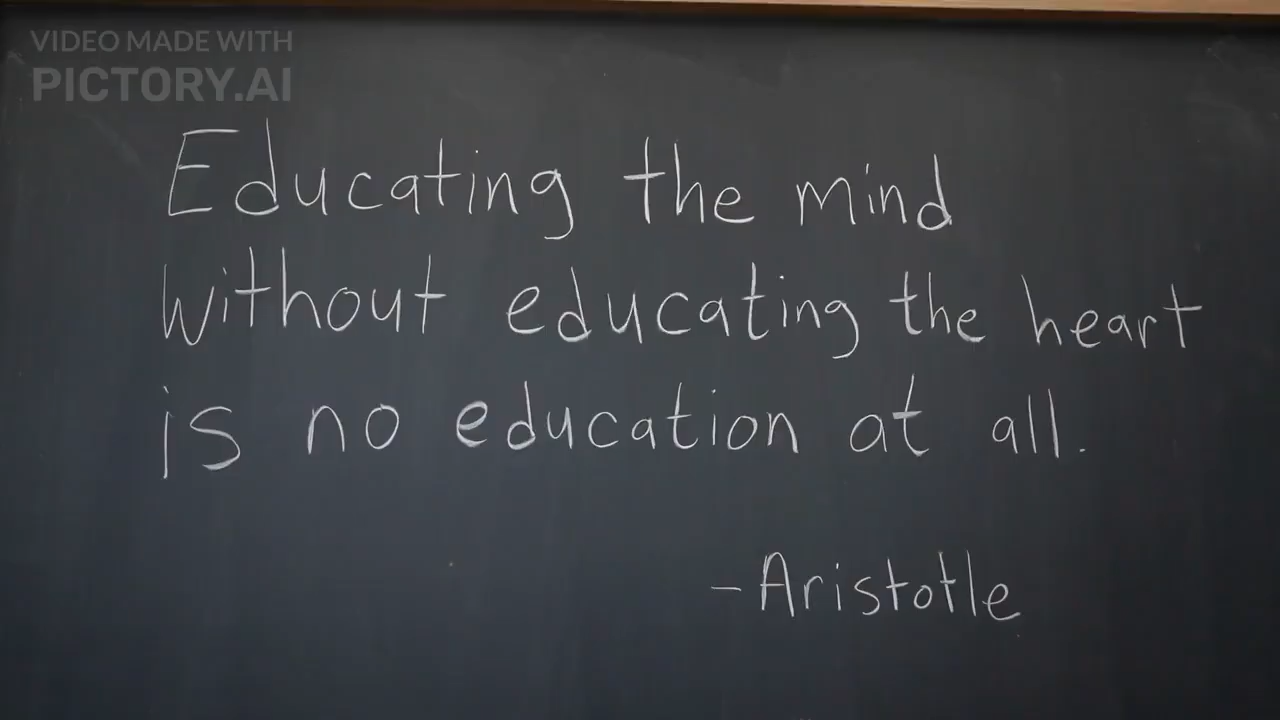 VIDEO MADE WITH
PICTORY.AI
Educating the mind
without educating the heart
is no education at all.
-Aristotle